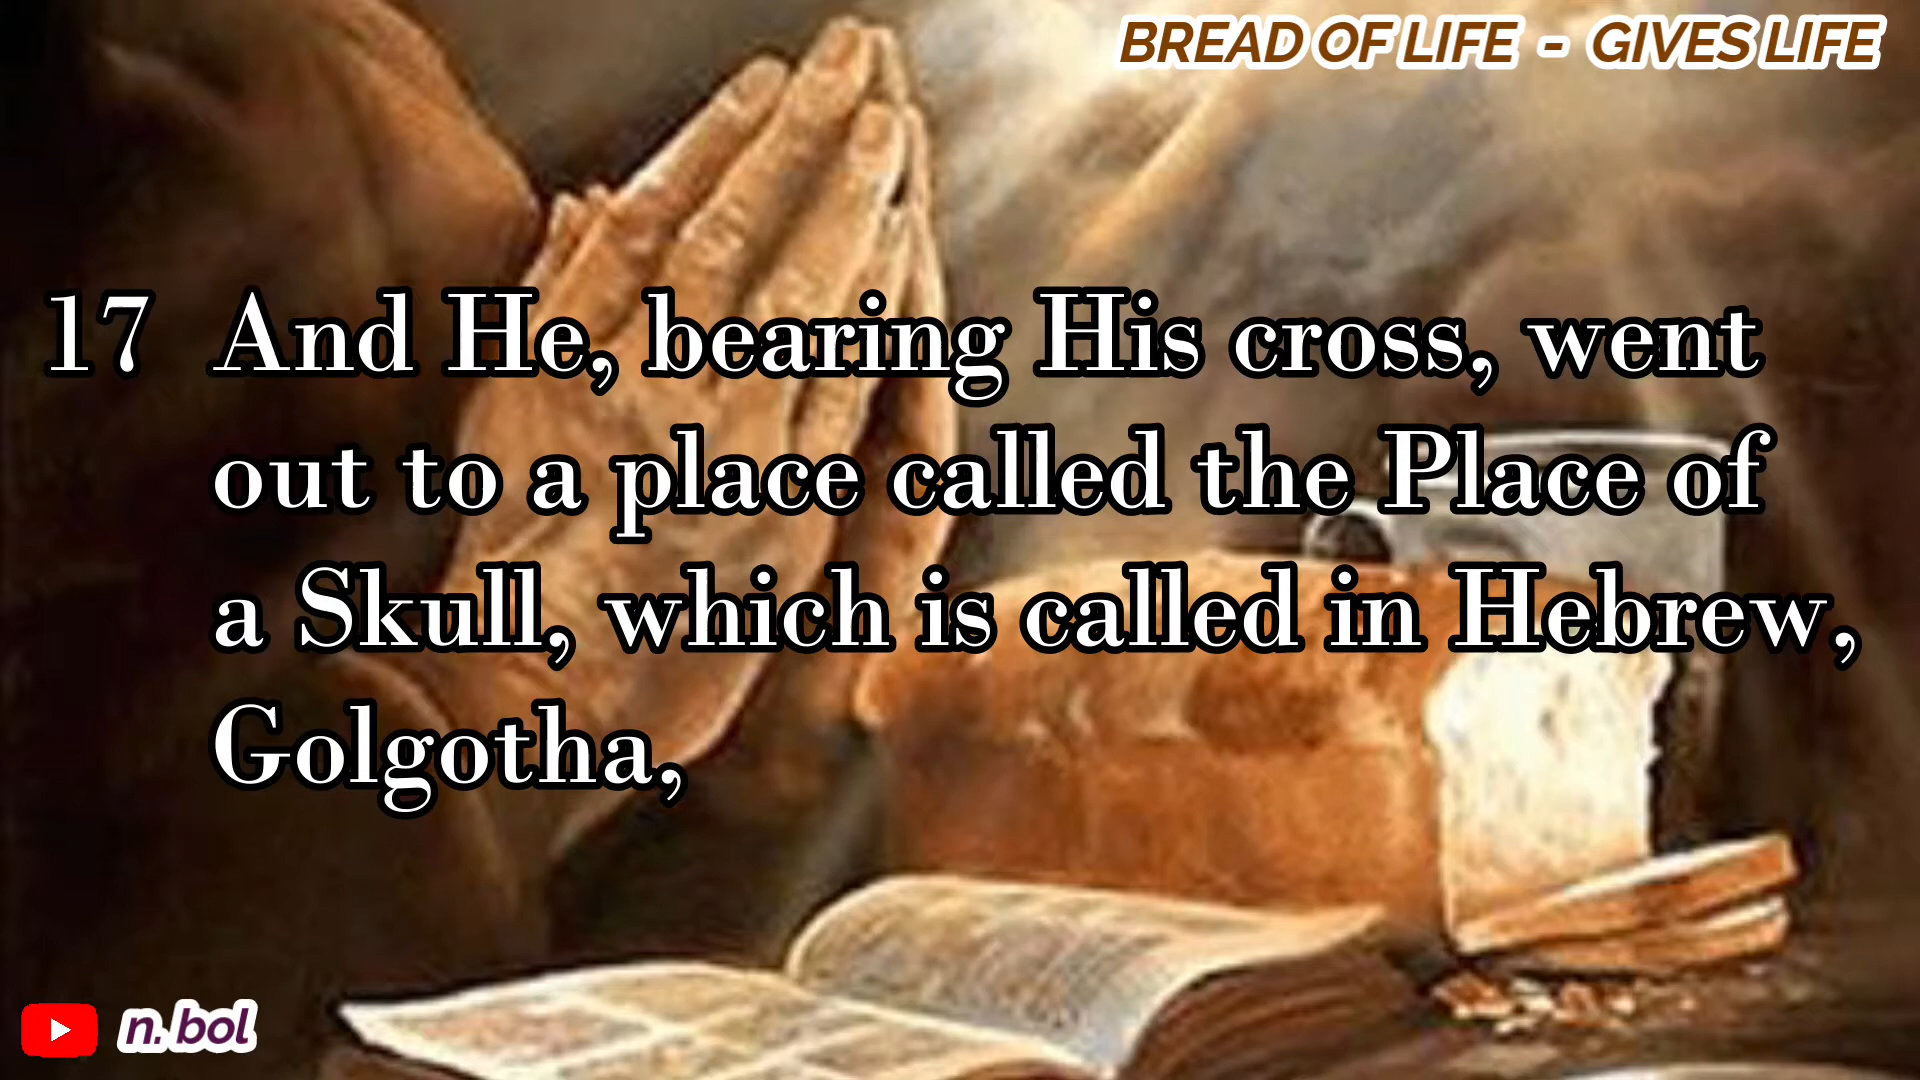 BREAD OF LIFE - GIVES LIFE
17 And He, bearing His cross, went
out to a place called the Place of
a Skull, which is called in Hebrew,
Golgotha,
n. bol